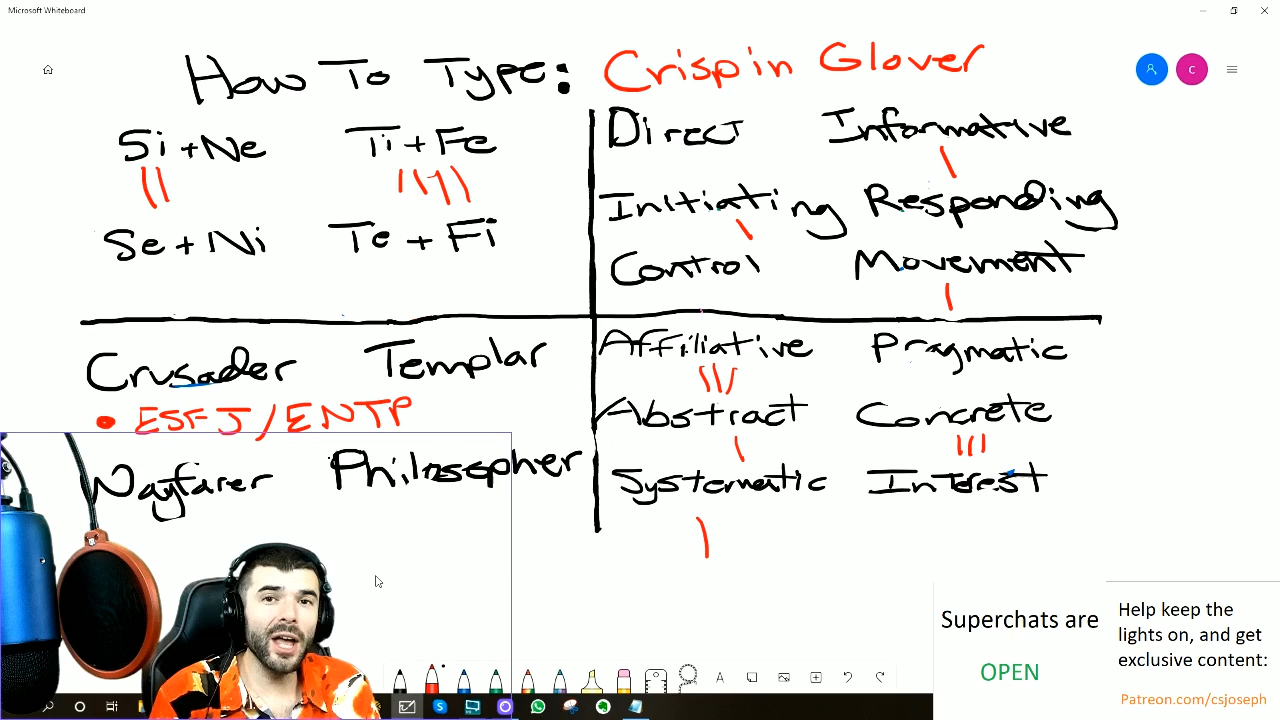 Microsoft Whiteboard
How To Type: Crispin Glover
Si + Ne Ti + Fe
Direct Informative
Initiating Responding
Se + Ni Te + Fi
Control Movement
Crusader Templar
Affiliative Pragmatic
• ESFJ/ENTP
Abstract Concrete
Wayfarer Philosopher
Systematic Interest
C
A
Superchats are
OPEN
Help keep the
lights on, and get
exclusive content:
Patreon.com/csjoseph